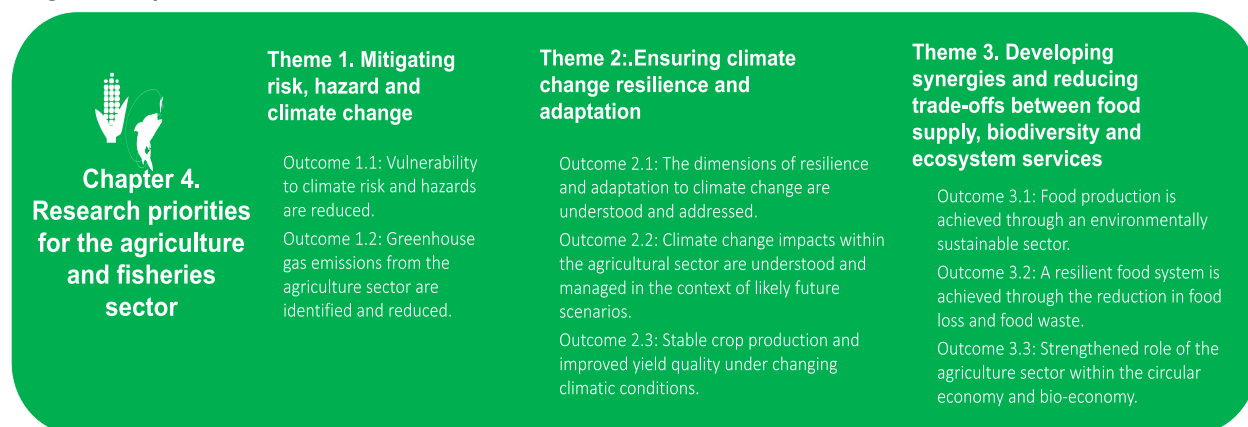 Chapter 4.
Research priorities
for the agriculture
and fisheries
sector
Theme 1. Mitigating
risk, hazard and
climate change
Outcome 1.1: Vulnerability
to climate risk and hazards
are reduced.
Outcome 1.2: Greenhouse
gas emissions from the
agriculture sector are
identified and reduced.
Theme 2:.Ensuring climate
change resilience and
adaptation
Outcome 2.1: The dimensions of resilience
and adaptation to climate change are
understood and addressed.
Outcome 2.2: Climate change impacts within
the agricultural sector are understood and
managed in the context of likely future
scenarios.
Outcome 2.3: Stable crop production and
improved yield quality under changing
climatic conditions.
Theme 3. Developing
synergies and reducing
trade-offs between food
supply, biodiversity and
ecosystem services
Outcome 3.1: Food production is
achieved through an environmentally
sustainable sector.
Outcome 3.2: A resilient food system is
achieved through the reduction in food
loss and food waste.
Outcome 3.3: Strengthened role of the
agriculture sector within the circular
economy and bio-economy.